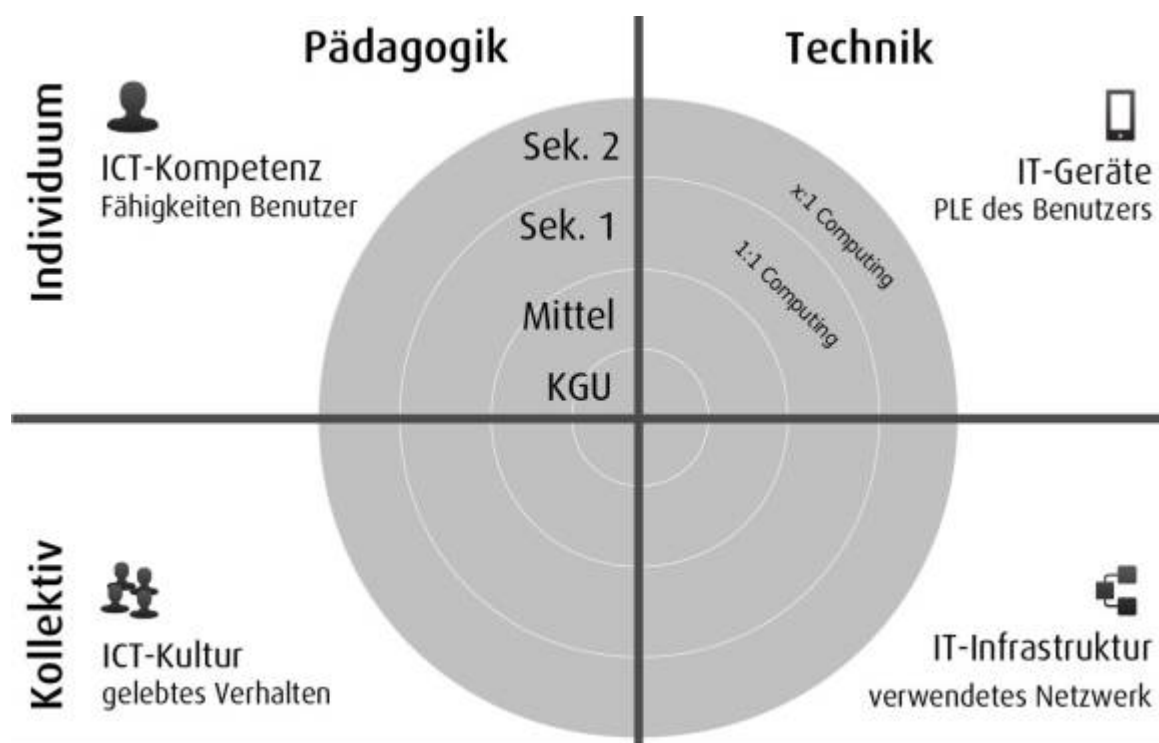 Pädagogik
Technik
Individuum
ICT-Kompetenz
Fähigkeiten Benutzer
Sek. 2
Sek. 1
Mittel
KGU
x:1 Computing
1:1 Computing
IT-Geräte
PLE des Benutzers
Kollektiv
ICT-Kultur
gelebtes Verhalten
IT-Infrastruktur
verwendetes Netzwerk